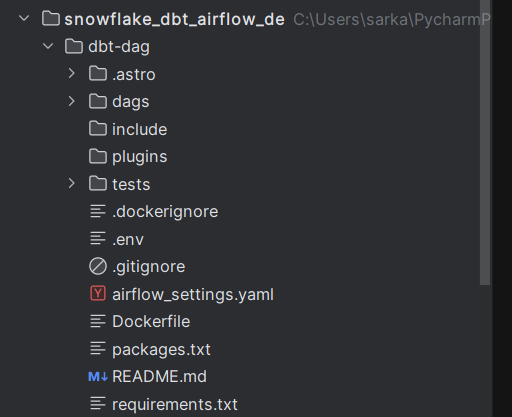 snowflake_dbt_airflow_de C:\Users\sarka\PycharmP
dbt-dag
.astro
dags
include
plugins
tests
.dockerignore
.env
.gitignore
Y airflow_settings.yaml
Dockerfile
packages.txt
M↓ README.md
requirements.txt